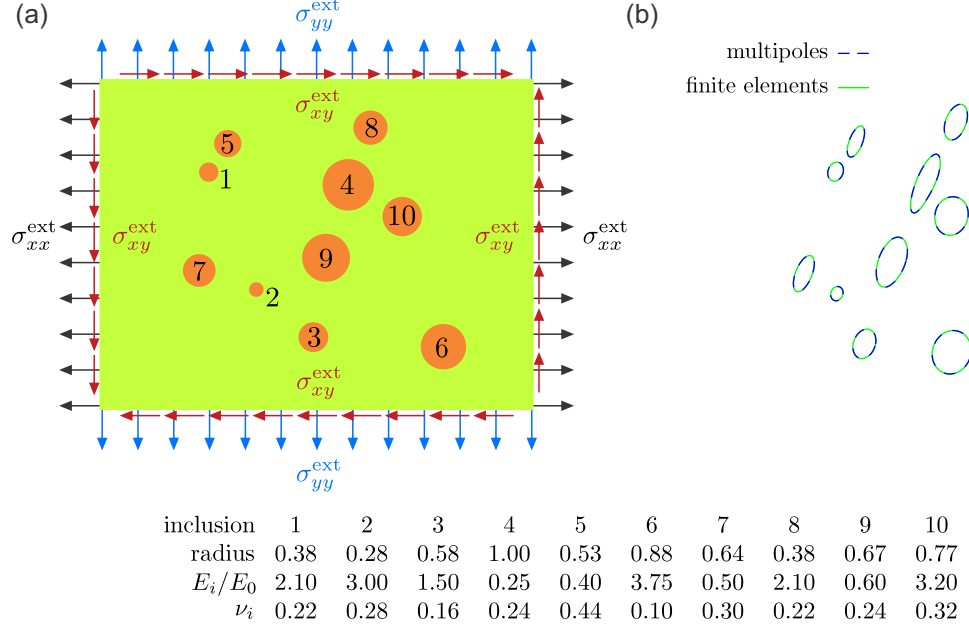 (a)
σ_yy^ext
(b)
multipoles
finite elements
σ_xy^ext
8
5
1
4
10
σ_xx^ext
σ_xy^ext
σ_xy^ext
σ_xx^ext
9
7
2
3
6
σ_xy^ext
σ_yy^ext
inclusion 1 2 3 4 5 6 7 8 9 10
radius 0.38 0.28 0.58 1.00 0.53 0.88 0.64 0.38 0.67 0.77
E_i/E_0 2.10 3.00 1.50 0.25 0.40 3.75 0.50 2.10 0.60 3.20
ν_i 0.22 0.28 0.16 0.24 0.44 0.10 0.30 0.22 0.24 0.32